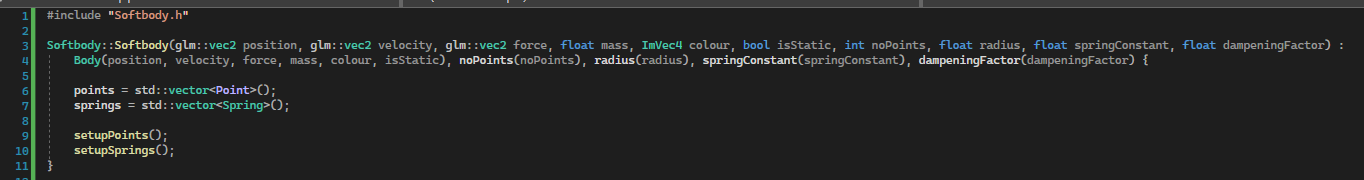 1 #include "Softbody.h"
2
3 Softbody::Softbody(glm::vec2 position, glm::vec2 velocity, glm::vec2 force, float mass, ImVec4 colour, bool isStatic, int noPoints, float radius, float springConstant, float dampeningFactor) :
4 Body(position, velocity, force, mass, colour, isStatic), noPoints(noPoints), radius(radius), springConstant(springConstant), dampeningFactor(dampeningFactor) {
5
6 points = std::vector<Point>();
7 springs = std::vector<Spring>();
8
9 setupPoints();
10 setupSprings();
11 }